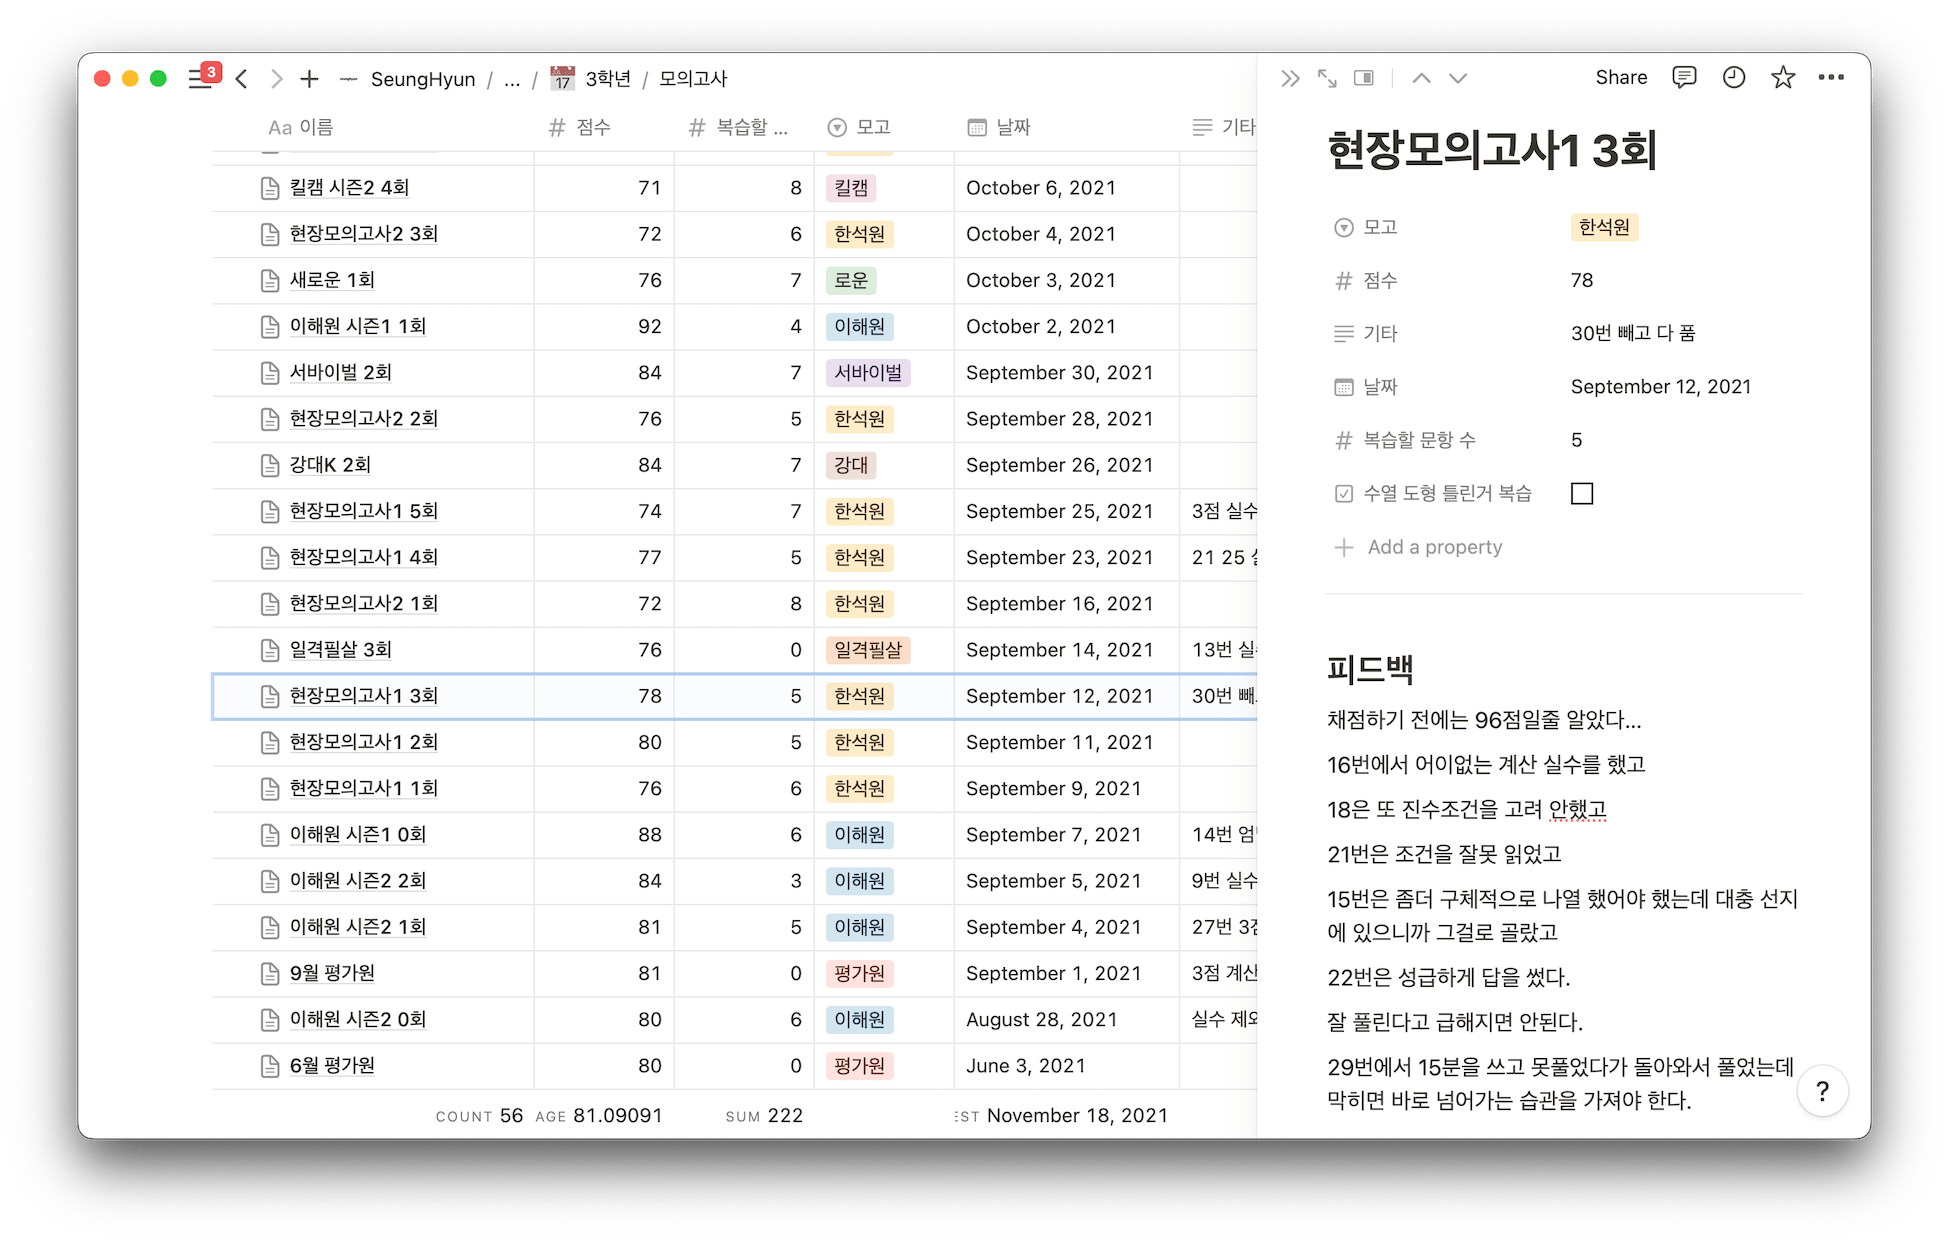 3
SeungHyun / ... / 17 3학년 / 모의고사
Share
Aa 이름 # 점수 # 복습할 ... 모고 날짜 기타
킬캠 시즌2 4회 71 8 킬캠 October 6, 2021
현장모의고사2 3회 72 6 한석원 October 4, 2021
새로운 1회 76 7 로운 October 3, 2021
이해원 시즌1 1회 92 4 이해원 October 2, 2021
서바이벌 2회 84 7 서바이벌 September 30, 2021
현장모의고사2 2회 76 5 한석원 September 28, 2021
강대K 2회 84 7 강대 September 26, 2021
현장모의고사1 5회 74 7 한석원 September 25, 2021 3점 실수
현장모의고사1 4회 77 5 한석원 September 23, 2021 21 25
현장모의고사2 1회 72 8 한석원 September 16, 2021
일격필살 3회 76 0 일격필살 September 14, 2021 13번 실
현장모의고사1 3회 78 5 한석원 September 12, 2021 30번 빼
현장모의고사1 2회 80 5 한석원 September 11, 2021
현장모의고사1 1회 76 6 한석원 September 9, 2021
이해원 시즌1 0회 88 6 이해원 September 7, 2021 14번 엄
이해원 시즌2 2회 84 3 이해원 September 5, 2021 9번 실수
이해원 시즌2 1회 81 5 이해원 September 4, 2021 27번 3점
9월 평가원 81 0 평가원 September 1, 2021 3점 계산
이해원 시즌2 0회 80 6 이해원 August 28, 2021 실수 제외
6월 평가원 80 0 평가원 June 3, 2021
COUNT 56 AGE 81.09091 SUM 222 EST November 18, 2021
현장모의고사1 3회
모고 한석원
# 점수 78
기타 30번 빼고 다 품
날짜 September 12, 2021
# 복습할 문항 수 5
수열 도형 틀린거 복습
+ Add a property
피드백
채점하기 전에는 96점일줄 알았다...
16번에서 어이없는 계산 실수를 했고
18은 또 진수조건을 고려 안했고
21번은 조건을 잘못 읽었고
15번은 좀더 구체적으로 나열 했어야 했는데 대충 선지
에 있으니까 그걸로 골랐고
22번은 성급하게 답을 썼다.
잘 풀린다고 급해지면 안된다.
29번에서 15분을 쓰고 못풀었다가 돌아와서 풀었는데
막히면 바로 넘어가는 습관을 가져야 한다.
?